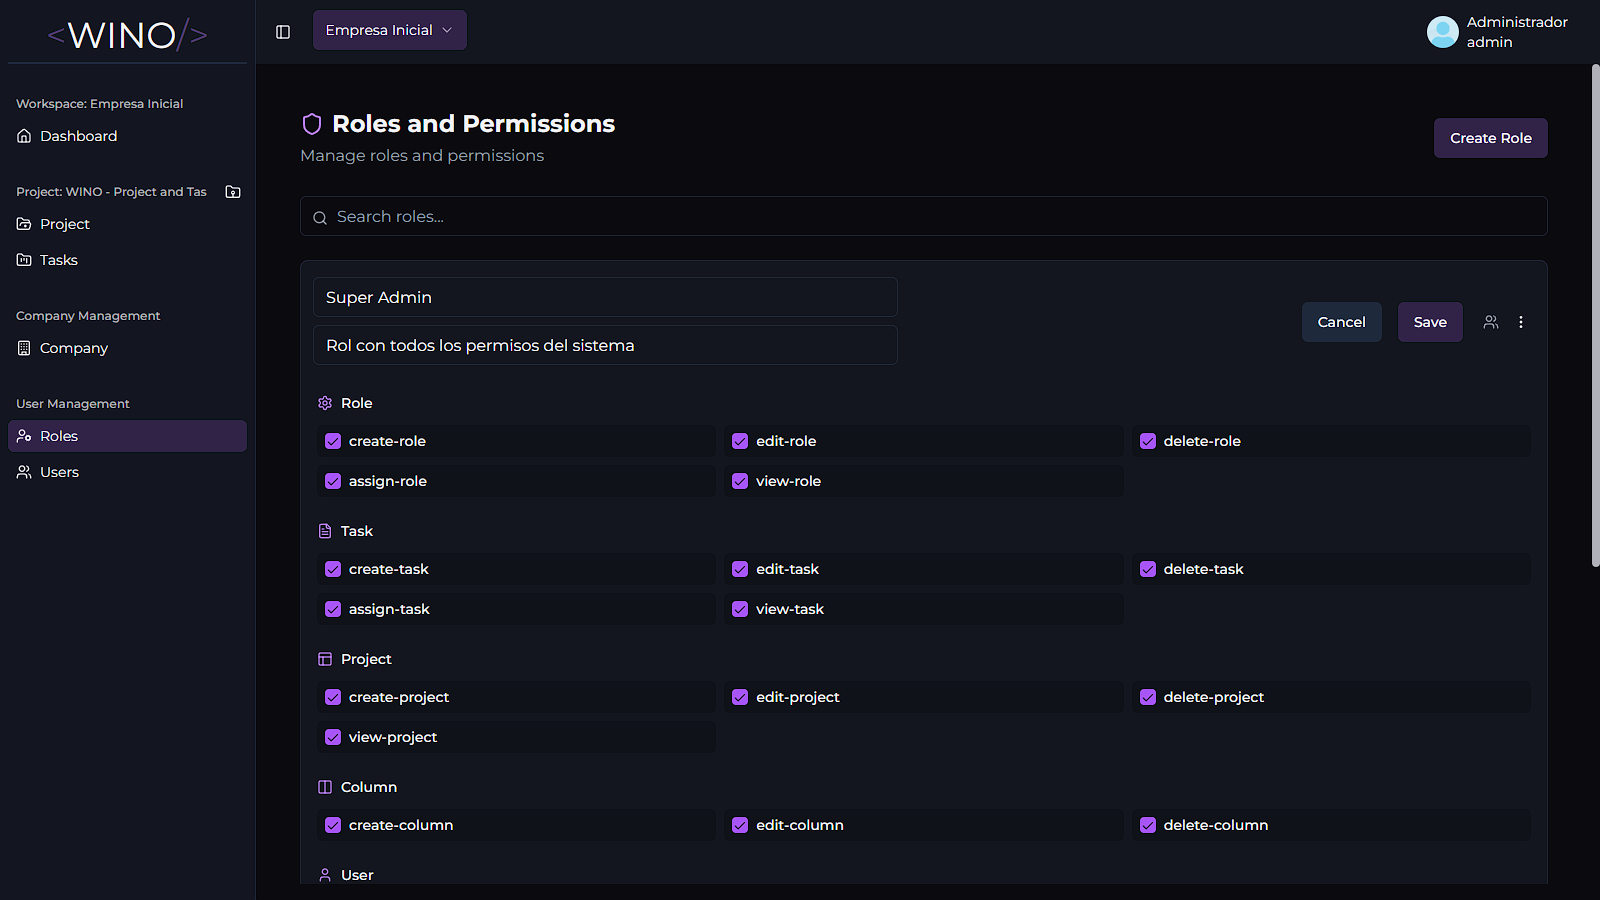 <WINO/>
Empresa Inicial
Administrador
admin
Workspace: Empresa Inicial
Dashboard
Project: WINO - Project and Tas
Project
Tasks
Company Management
Company
User Management
Roles
Users
Roles and Permissions
Manage roles and permissions
Create Role
Search roles...
Super Admin
Rol con todos los permisos del sistema
Cancel
Save
Role
create-role
edit-role
delete-role
assign-role
view-role
Task
create-task
edit-task
delete-task
assign-task
view-task
Project
create-project
edit-project
delete-project
view-project
Column
create-column
edit-column
delete-column
User